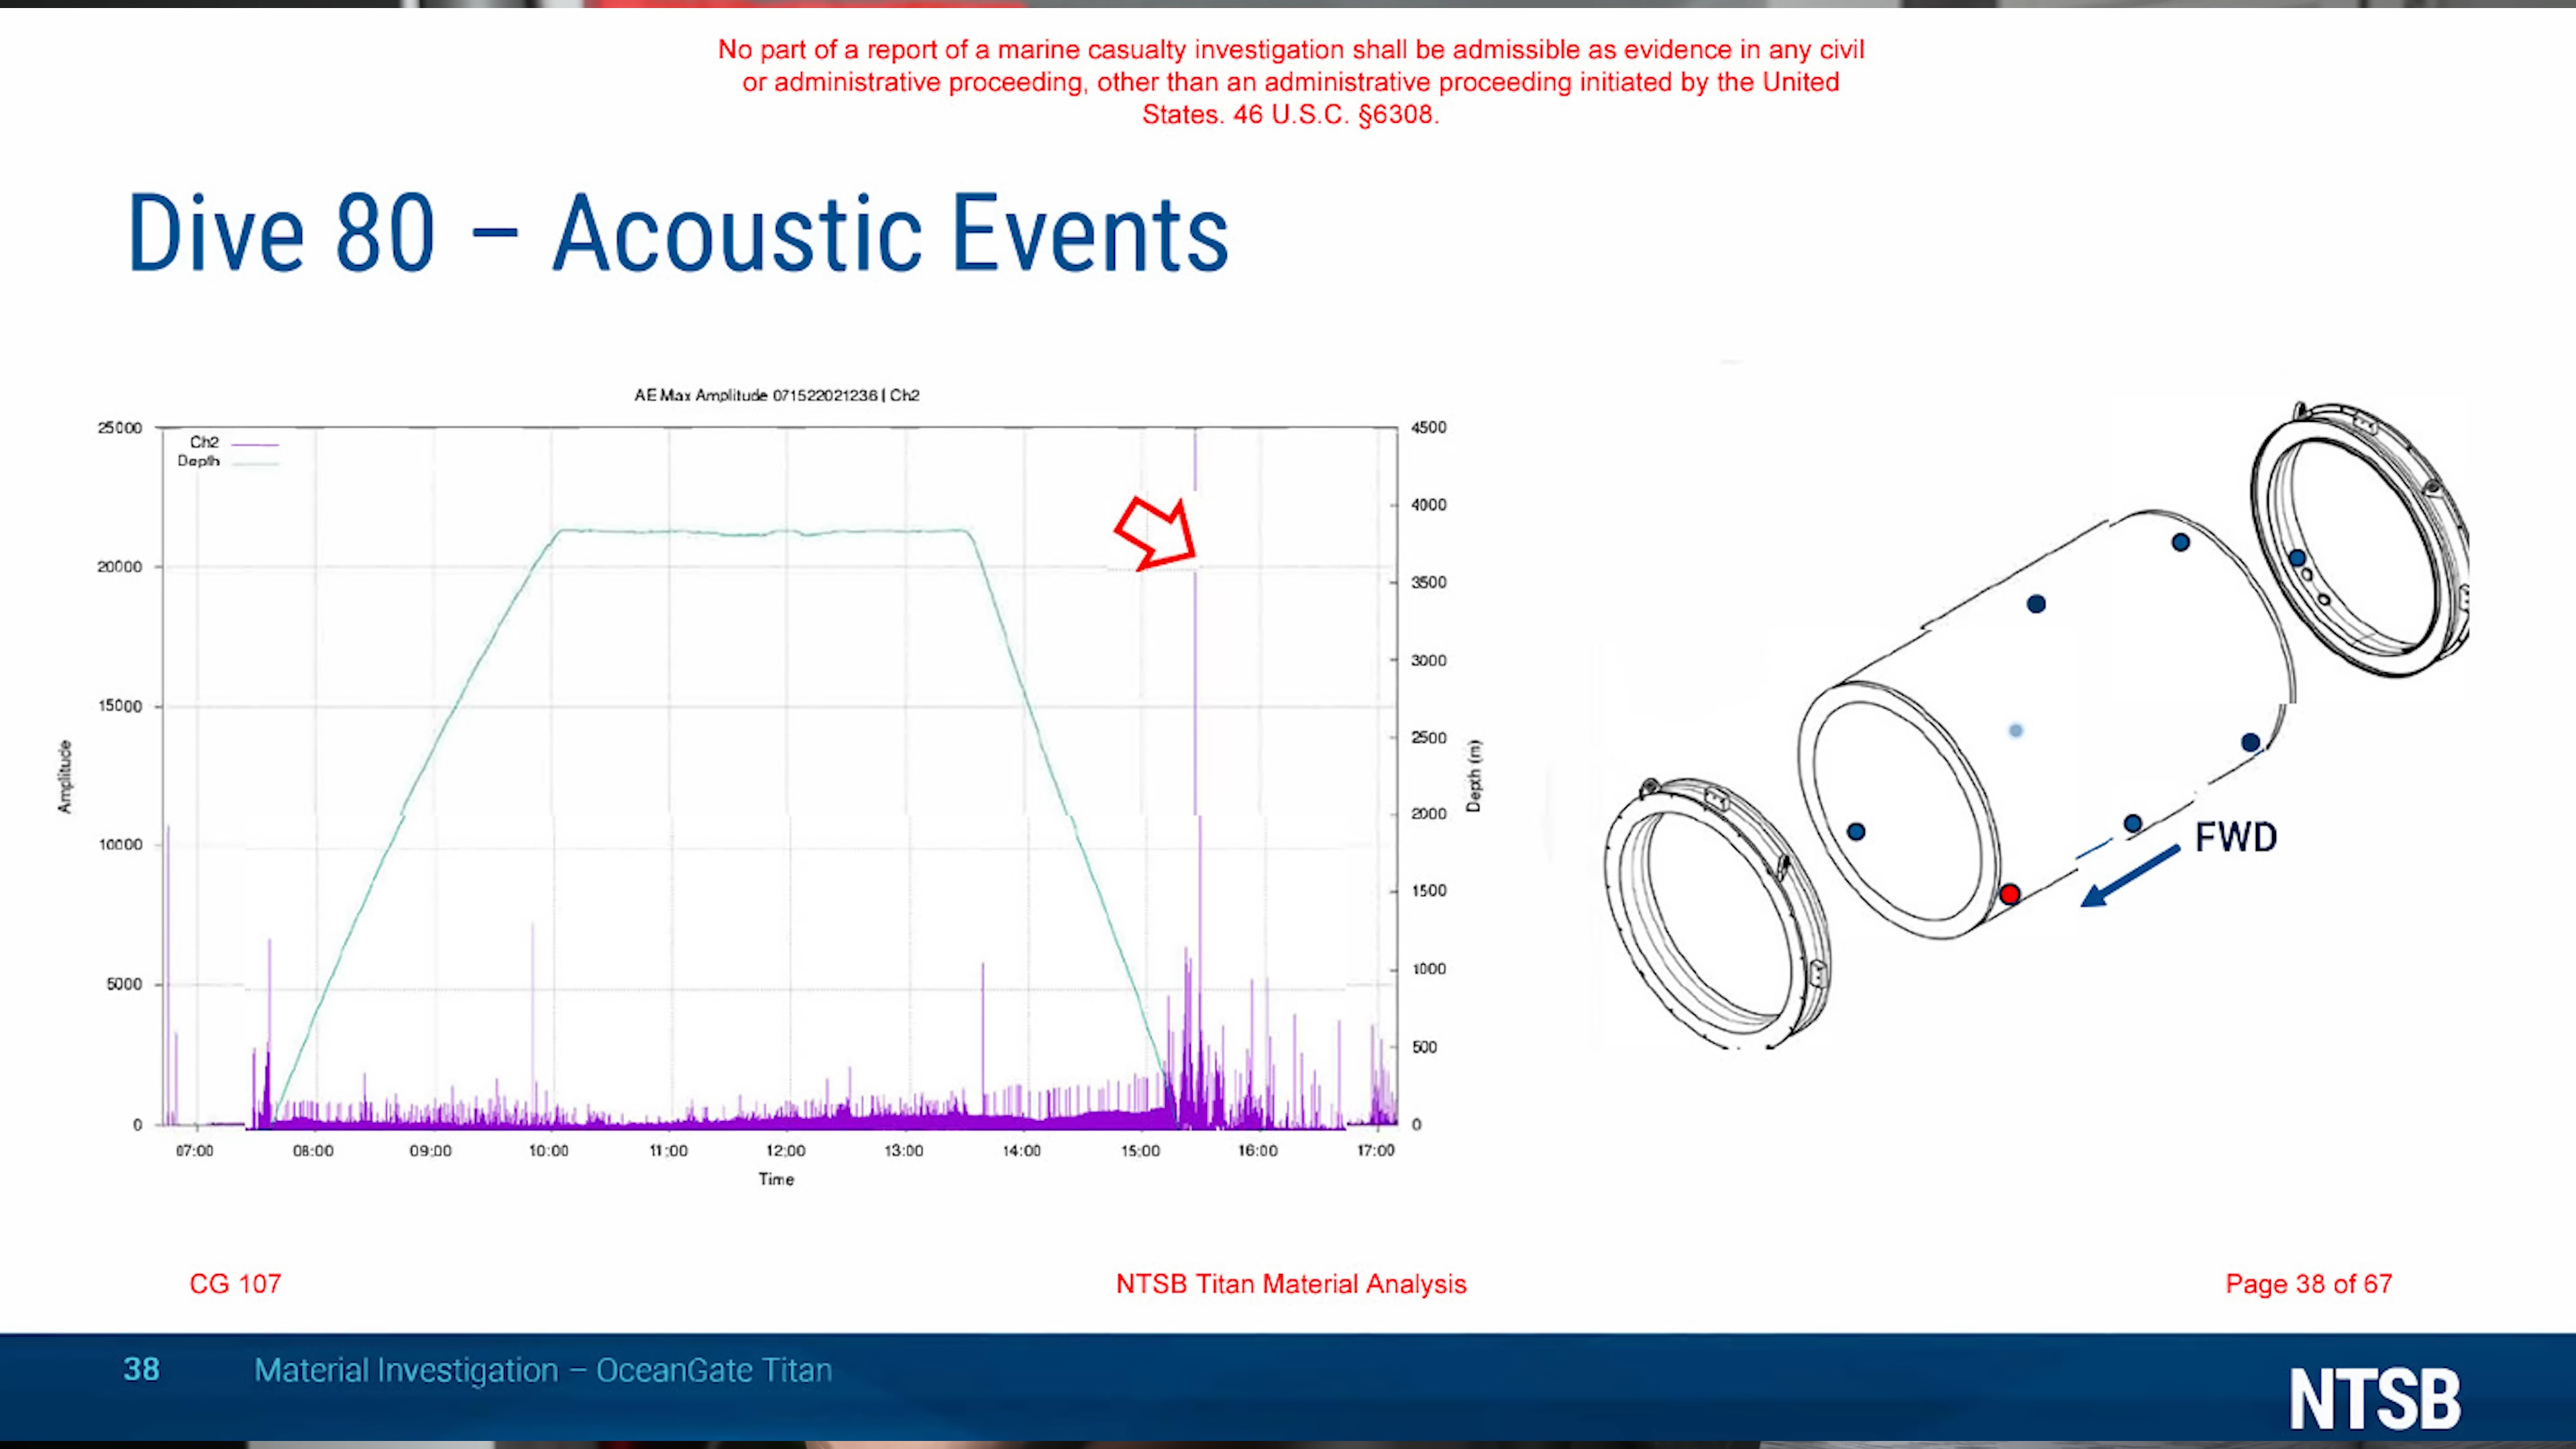 No part of a report of a marine casualty investigation shall be admissible as evidence in any civil
or administrative proceeding, other than an administrative proceeding initiated by the United
States. 46 U.S.C. §6308.
Dive 80 – Acoustic Events
AE Max Amplitude 071522021236 | Ch2
Ch2
Depth
25000
20000
15000
10000
5000
0
Amplitude
4500
4000
3500
3000
2500
2000
1500
1000
500
0
Depth (m)
07:00 08:00 09:00 10:00 11:00 12:00 13:00 14:00 15:00 16:00 17:00
Time
FWD
CG 107
NTSB Titan Material Analysis
Page 38 of 67
38
Material Investigation – OceanGate Titan
NTSB